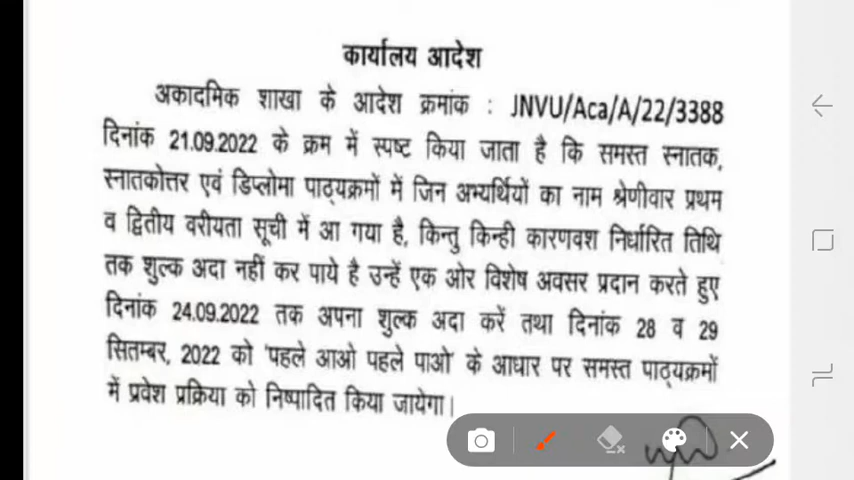 कार्यालय आदेश
अकादमिक शाखा के आदेश क्रमांक : JNVU/Aca/A/22/3388
दिनांक 21.09.2022 के क्रम में स्पष्ट किया जाता है कि समस्त स्नातक,
स्नातकोत्तर एवं डिप्लोमा पाठ्यक्रमों में जिन अभ्यर्थियों का नाम श्रेणीवार प्रथम
व द्वितीय वरीयता सूची में आ गया है, किन्तु किन्ही कारणवश निर्धारित तिथि
तक शुल्क अदा नहीं कर पाये है उन्हें एक ओर विशेष अवसर प्रदान करते हुए
दिनांक 24.09.2022 तक अपना शुल्क अदा करें तथा दिनांक 28 व 29
सितम्बर, 2022 को 'पहले आओ पहले पाओ' के आधार पर समस्त पाठ्यक्रमों
में प्रवेश प्रक्रिया को निष्पादित किया जायेगा।